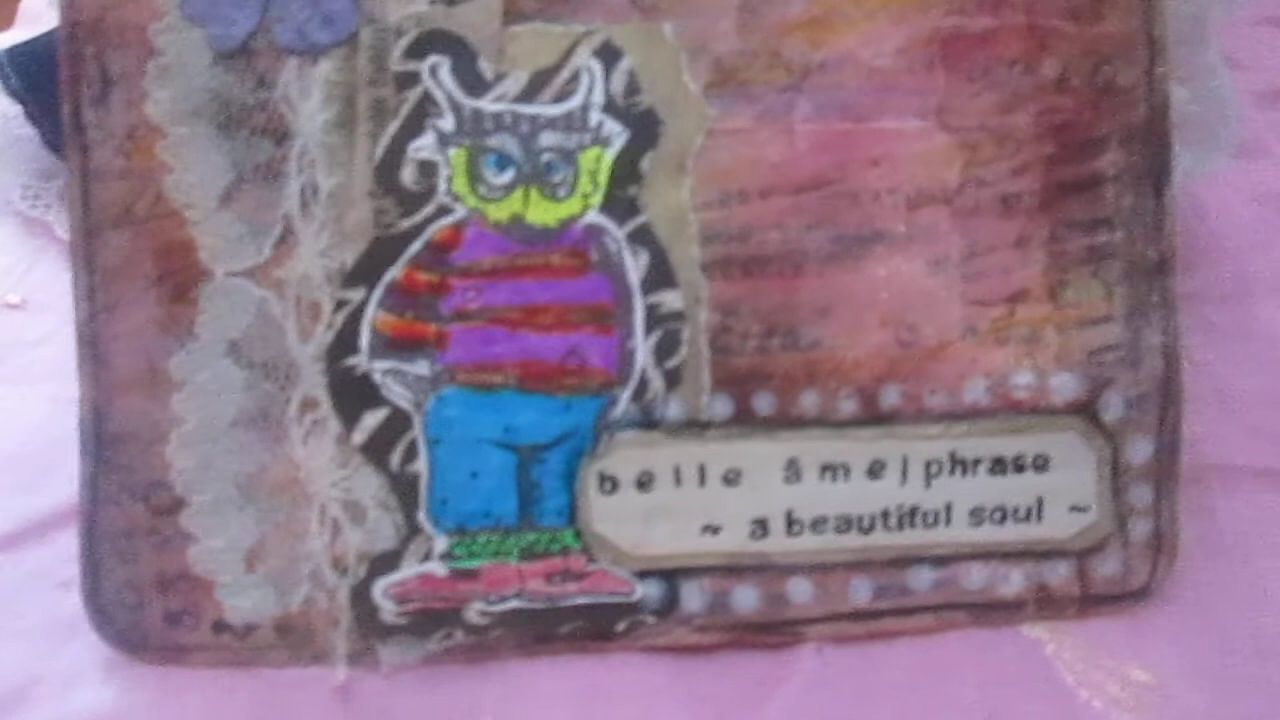 belle âme | phrase
~ a beautiful soul ~